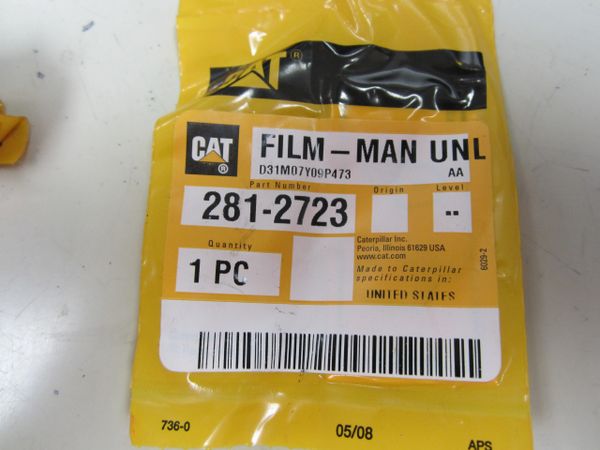 CAT®
CAT®
FILM-MAN UNL
D31M07Y09P473 AA
Part Number Origin Level
281-2723 --
Quantity
1 PC
Caterpillar Inc.
Peoria, Illinois 61629 USA
www.cat.com
Made to Caterpillar
specifications in:
UNITED STATES
6029-2
736-0 05/08 APS